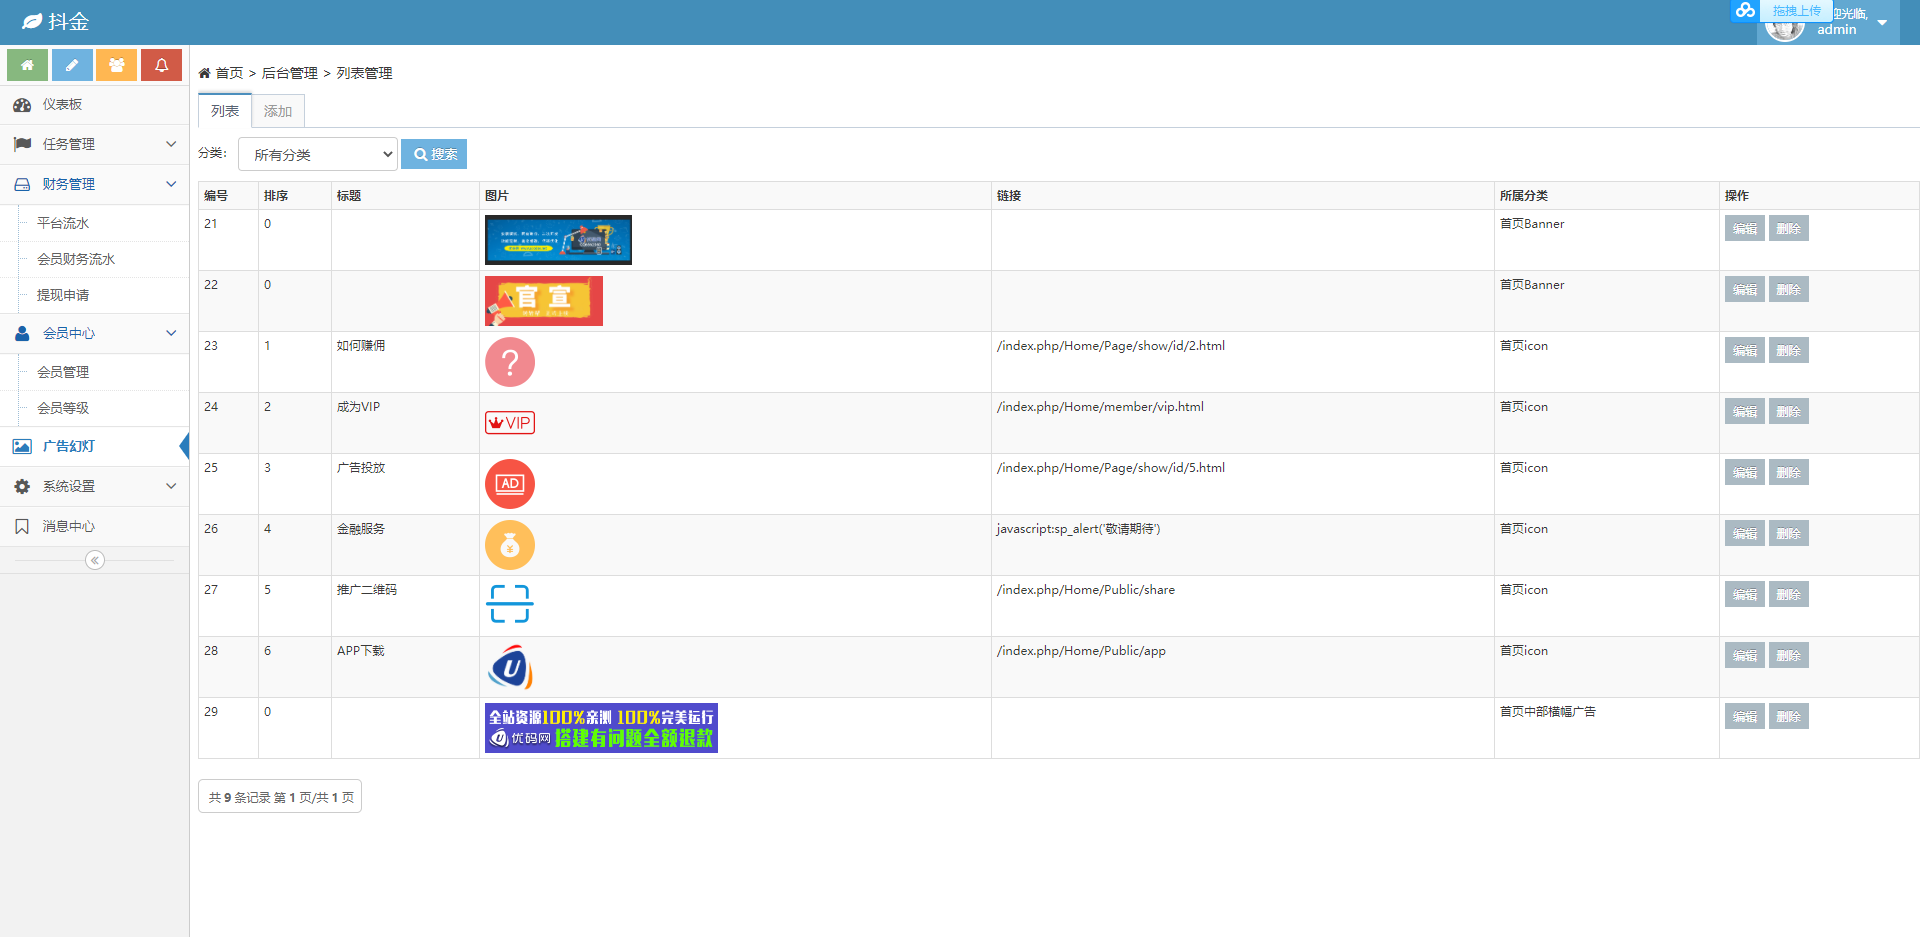 抖金
拖拽上传
迎光临,
admin
首页 > 后台管理 > 列表管理
仪表板
任务管理
财务管理
平台流水
会员财务流水
提现申请
会员中心
会员管理
会员等级
广告幻灯
系统设置
消息中心
列表 添加
分类: 所有分类 搜索
编号 排序 标题 图片 链接 所属分类 操作
21 0 首页Banner 编辑 删除
22 0 官宣 首页Banner 编辑 删除
23 1 如何赚佣 ? /index.php/Home/Page/show/id/2.html 首页icon 编辑 删除
24 2 成为VIP VIP /index.php/Home/member/vip.html 首页icon 编辑 删除
25 3 广告投放 AD /index.php/Home/Page/show/id/5.html 首页icon 编辑 删除
26 4 金融服务 ¥ javascript:sp_alert('敬请期待') 首页icon 编辑 删除
27 5 推广二维码 /index.php/Home/Public/share 首页icon 编辑 删除
28 6 APP下载 U /index.php/Home/Public/app 首页icon 编辑 删除
29 0 首页中部横幅广告 编辑 删除
全站资源100%亲测 100%完美运行
U 优码网 搭建有问题全额退款
共 9 条记录 第 1 页/共 1 页